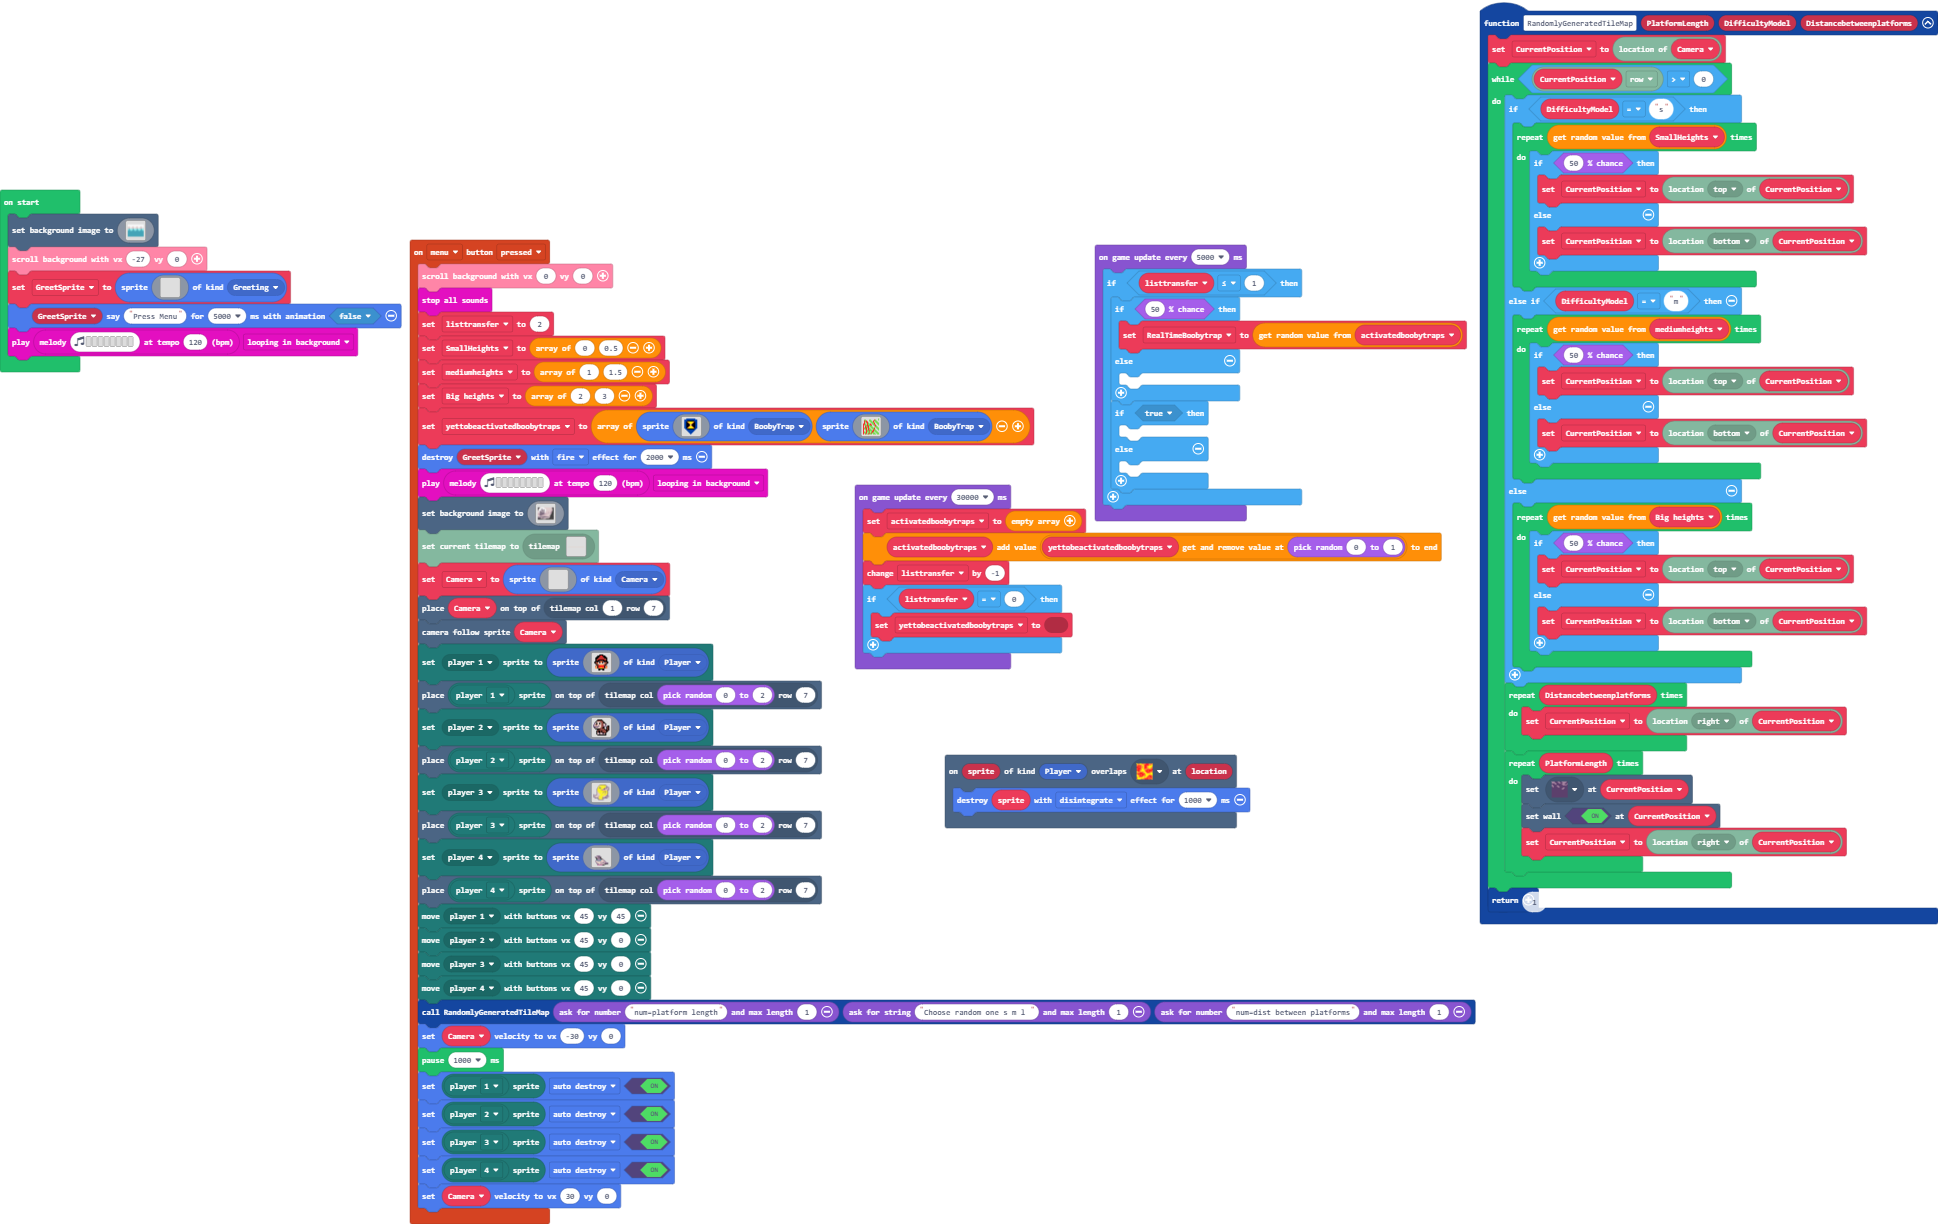 on start
set background image to
scroll background with vx -27 vy 0
set GreetSprite to sprite of kind Greeting
GreetSprite say "Press Menu" for 5000 ms with animation false
play melody at tempo 120 (bpm) looping in background
on menu button pressed
scroll background with vx 0 vy 0
stop all sounds
set listtransfer to 2
set SmallHeights to array of 0 0.5
set mediumheights to array of 1 1.5
set Big heights to array of 2 3
set yettobeactivatedboobytraps to array of sprite of kind BoobyTrap sprite of kind BoobyTrap
destroy GreetSprite with fire effect for 2000 ms
play melody at tempo 120 (bpm) looping in background
set background image to
set current tilemap to tilemap
set Camera to sprite of kind Camera
place Camera on top of tilemap col 1 row 7
camera follow sprite Camera
set player 1 sprite to sprite of kind Player
place player 1 sprite on top of tilemap col pick random 0 to 2 row 7
set player 2 sprite to sprite of kind Player
place player 2 sprite on top of tilemap col pick random 0 to 2 row 7
set player 3 sprite to sprite of kind Player
place player 3 sprite on top of tilemap col pick random 0 to 2 row 7
set player 4 sprite to sprite of kind Player
place player 4 sprite on top of tilemap col pick random 0 to 2 row 7
move player 1 with buttons vx 45 vy 45
move player 2 with buttons vx 45 vy 0
move player 3 with buttons vx 45 vy 0
move player 4 with buttons vx 45 vy 0
call RandomlyGeneratedTileMap ask for number "num=platform length" and max length 1 ask for string "Choose random one s m l " and max length 1 ask for number "num=dist between platforms" and max length 1
set Camera velocity to vx -30 vy 0
pause 1000 ms
set player 1 sprite auto destroy ON
set player 2 sprite auto destroy ON
set player 3 sprite auto destroy ON
set player 4 sprite auto destroy ON
set Camera velocity to vx 30 vy 0
on game update every 5000 ms
if listtransfer ≤ 1 then
if 50 % chance then
set RealTimeBoobytrap to get random value from activatedboobytraps
else
if true then
else
on game update every 30000 ms
set activatedboobytraps to empty array
activatedboobytraps add value yettobeactivatedboobytraps get and remove value at pick random 0 to 1 to end
change listtransfer by -1
if listtransfer = 0 then
set yettobeactivatedboobytraps to
on sprite of kind Player overlaps at location
destroy sprite with disintegrate effect for 1000 ms
function RandomlyGeneratedTileMap PlatformLength DifficultyModel Distancebetweenplatforms
set CurrentPosition to location of Camera
while CurrentPosition row > 0
do
if DifficultyModel = "s" then
repeat get random value from SmallHeights times
do if 50 % chance then
set CurrentPosition to location top of CurrentPosition
else
set CurrentPosition to location bottom of CurrentPosition
else if DifficultyModel = "m" then
repeat get random value from mediumheights times
do if 50 % chance then
set CurrentPosition to location top of CurrentPosition
else
set CurrentPosition to location bottom of CurrentPosition
else
repeat get random value from Big heights times
do if 50 % chance then
set CurrentPosition to location top of CurrentPosition
else
set CurrentPosition to location bottom of CurrentPosition
repeat Distancebetweenplatforms times
do set CurrentPosition to location right of CurrentPosition
repeat PlatformLength times
do set at CurrentPosition
set wall ON at CurrentPosition
set CurrentPosition to location right of CurrentPosition
return 1